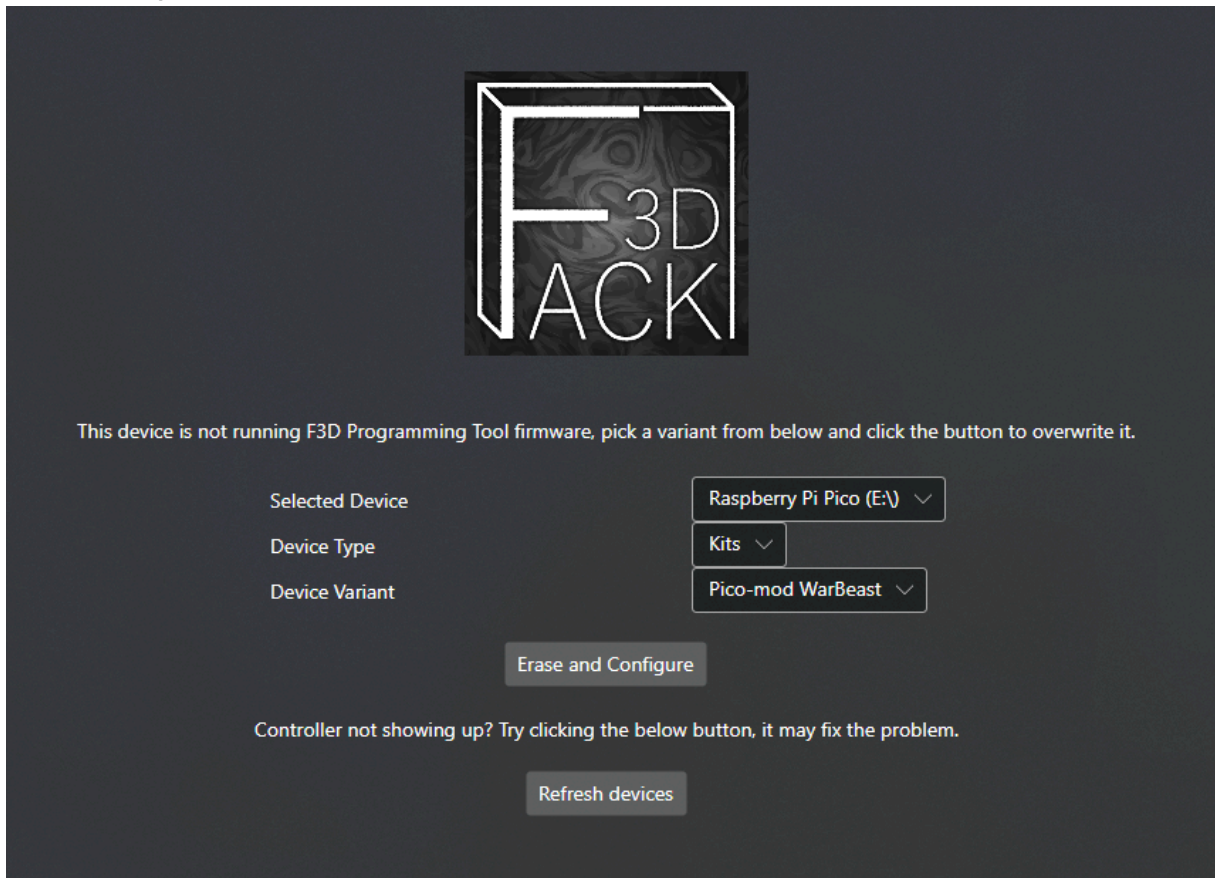 F 3D
ACK
This device is not running F3D Programming Tool firmware, pick a variant from below and click the button to overwrite it.
Selected Device Raspberry Pi Pico (E:\)
Device Type Kits
Device Variant Pico-mod WarBeast
Erase and Configure
Controller not showing up? Try clicking the below button, it may fix the problem.
Refresh devices